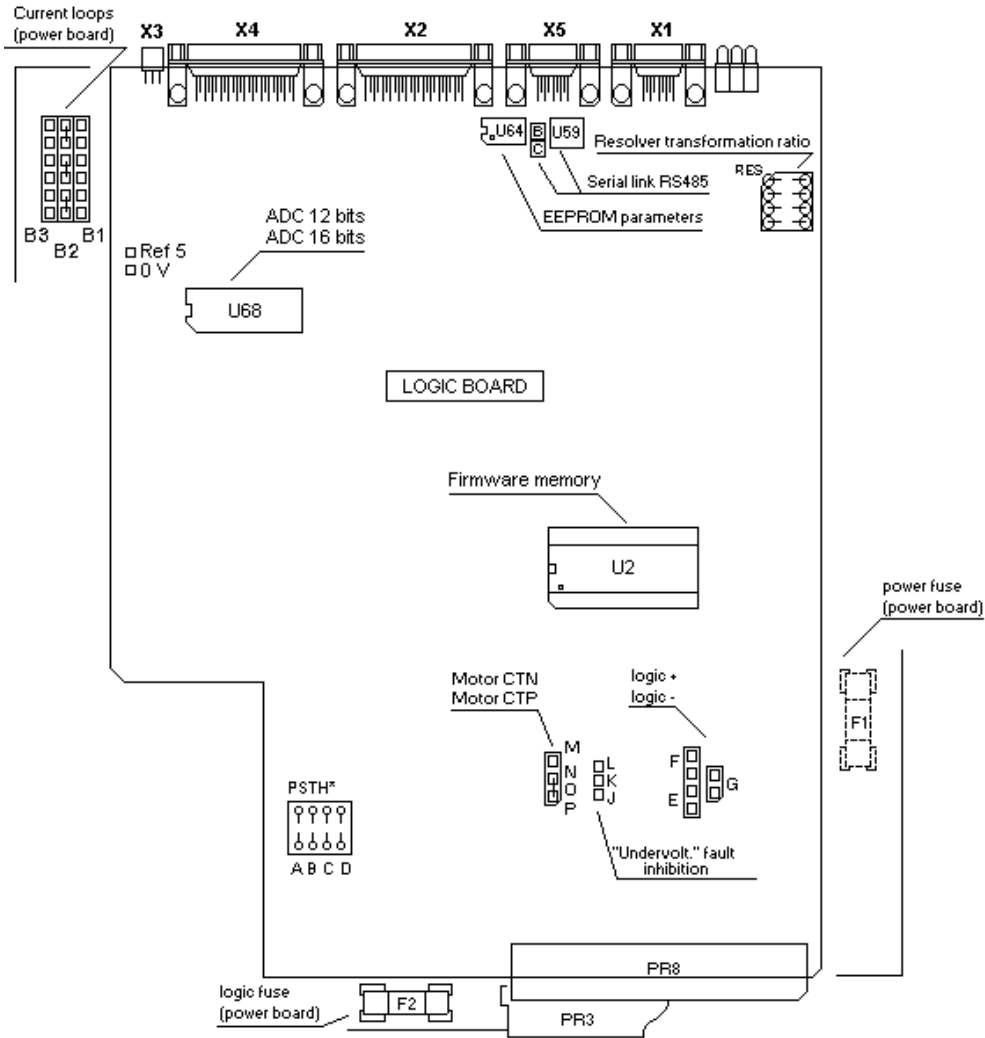 Current loops
(power board)
X3
X4
X2
X5
X1
U64
B
C
U59
Resolver transformation ratio
RES
Serial link RS485
EEPROM parameters
B3
B2
B1
Ref 5
0 V
ADC 12 bits
ADC 16 bits
U68
LOGIC BOARD
Firmware memory
U2
power fuse
(power board)
F1
Motor CTN
Motor CTP
logic +
logic -
M
N
O
P
L
K
J
F
E
G
PSTH*
A B C D
"Undervolt." fault
inhibition
PR8
logic fuse
(power board)
F2
PR3